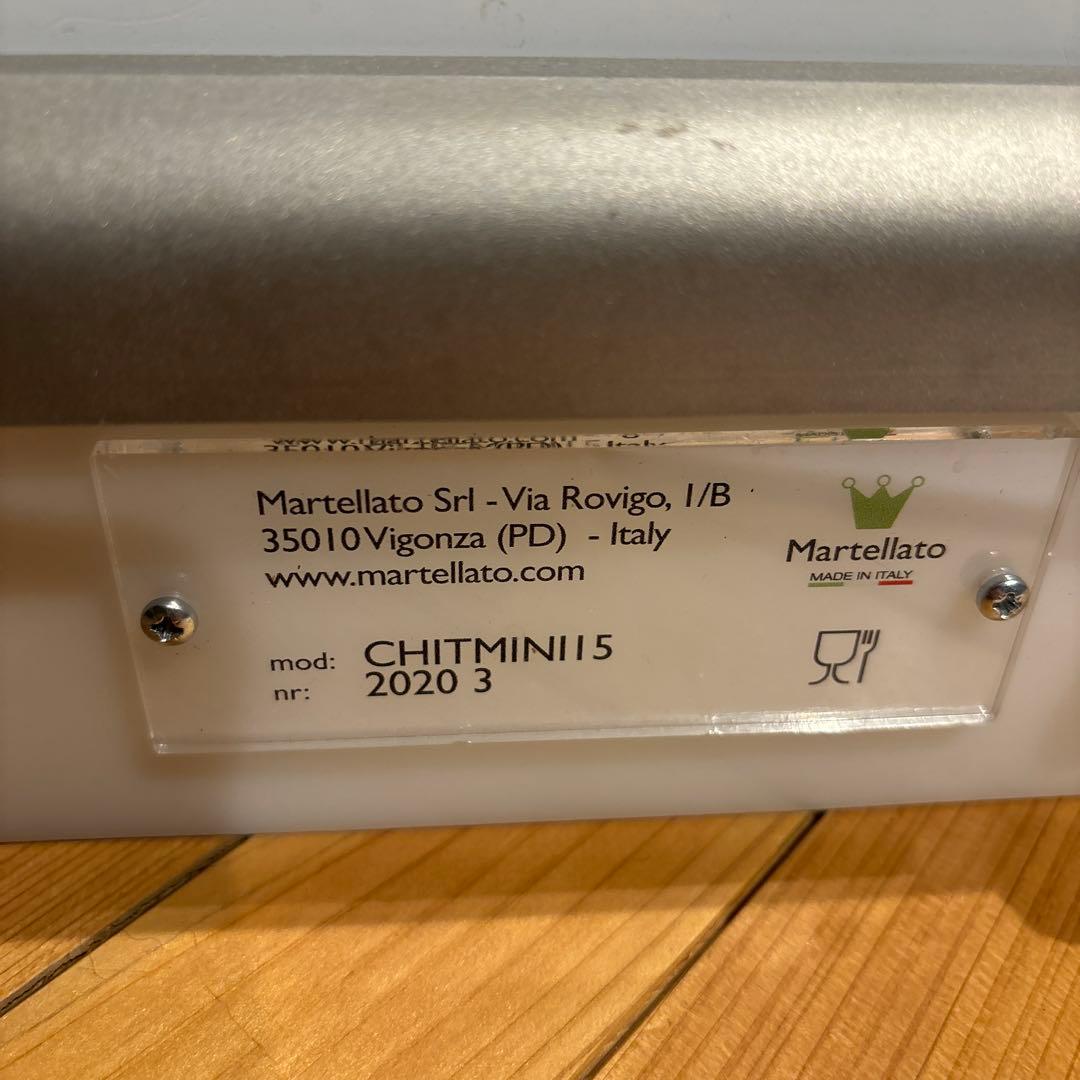 Martellato Srl - Via Rovigo, 1/B
35010 Vigonza (PD) - Italy
www.martellato.com
mod: CHITMINI15
nr: 2020 3
Martellato
MADE IN ITALY